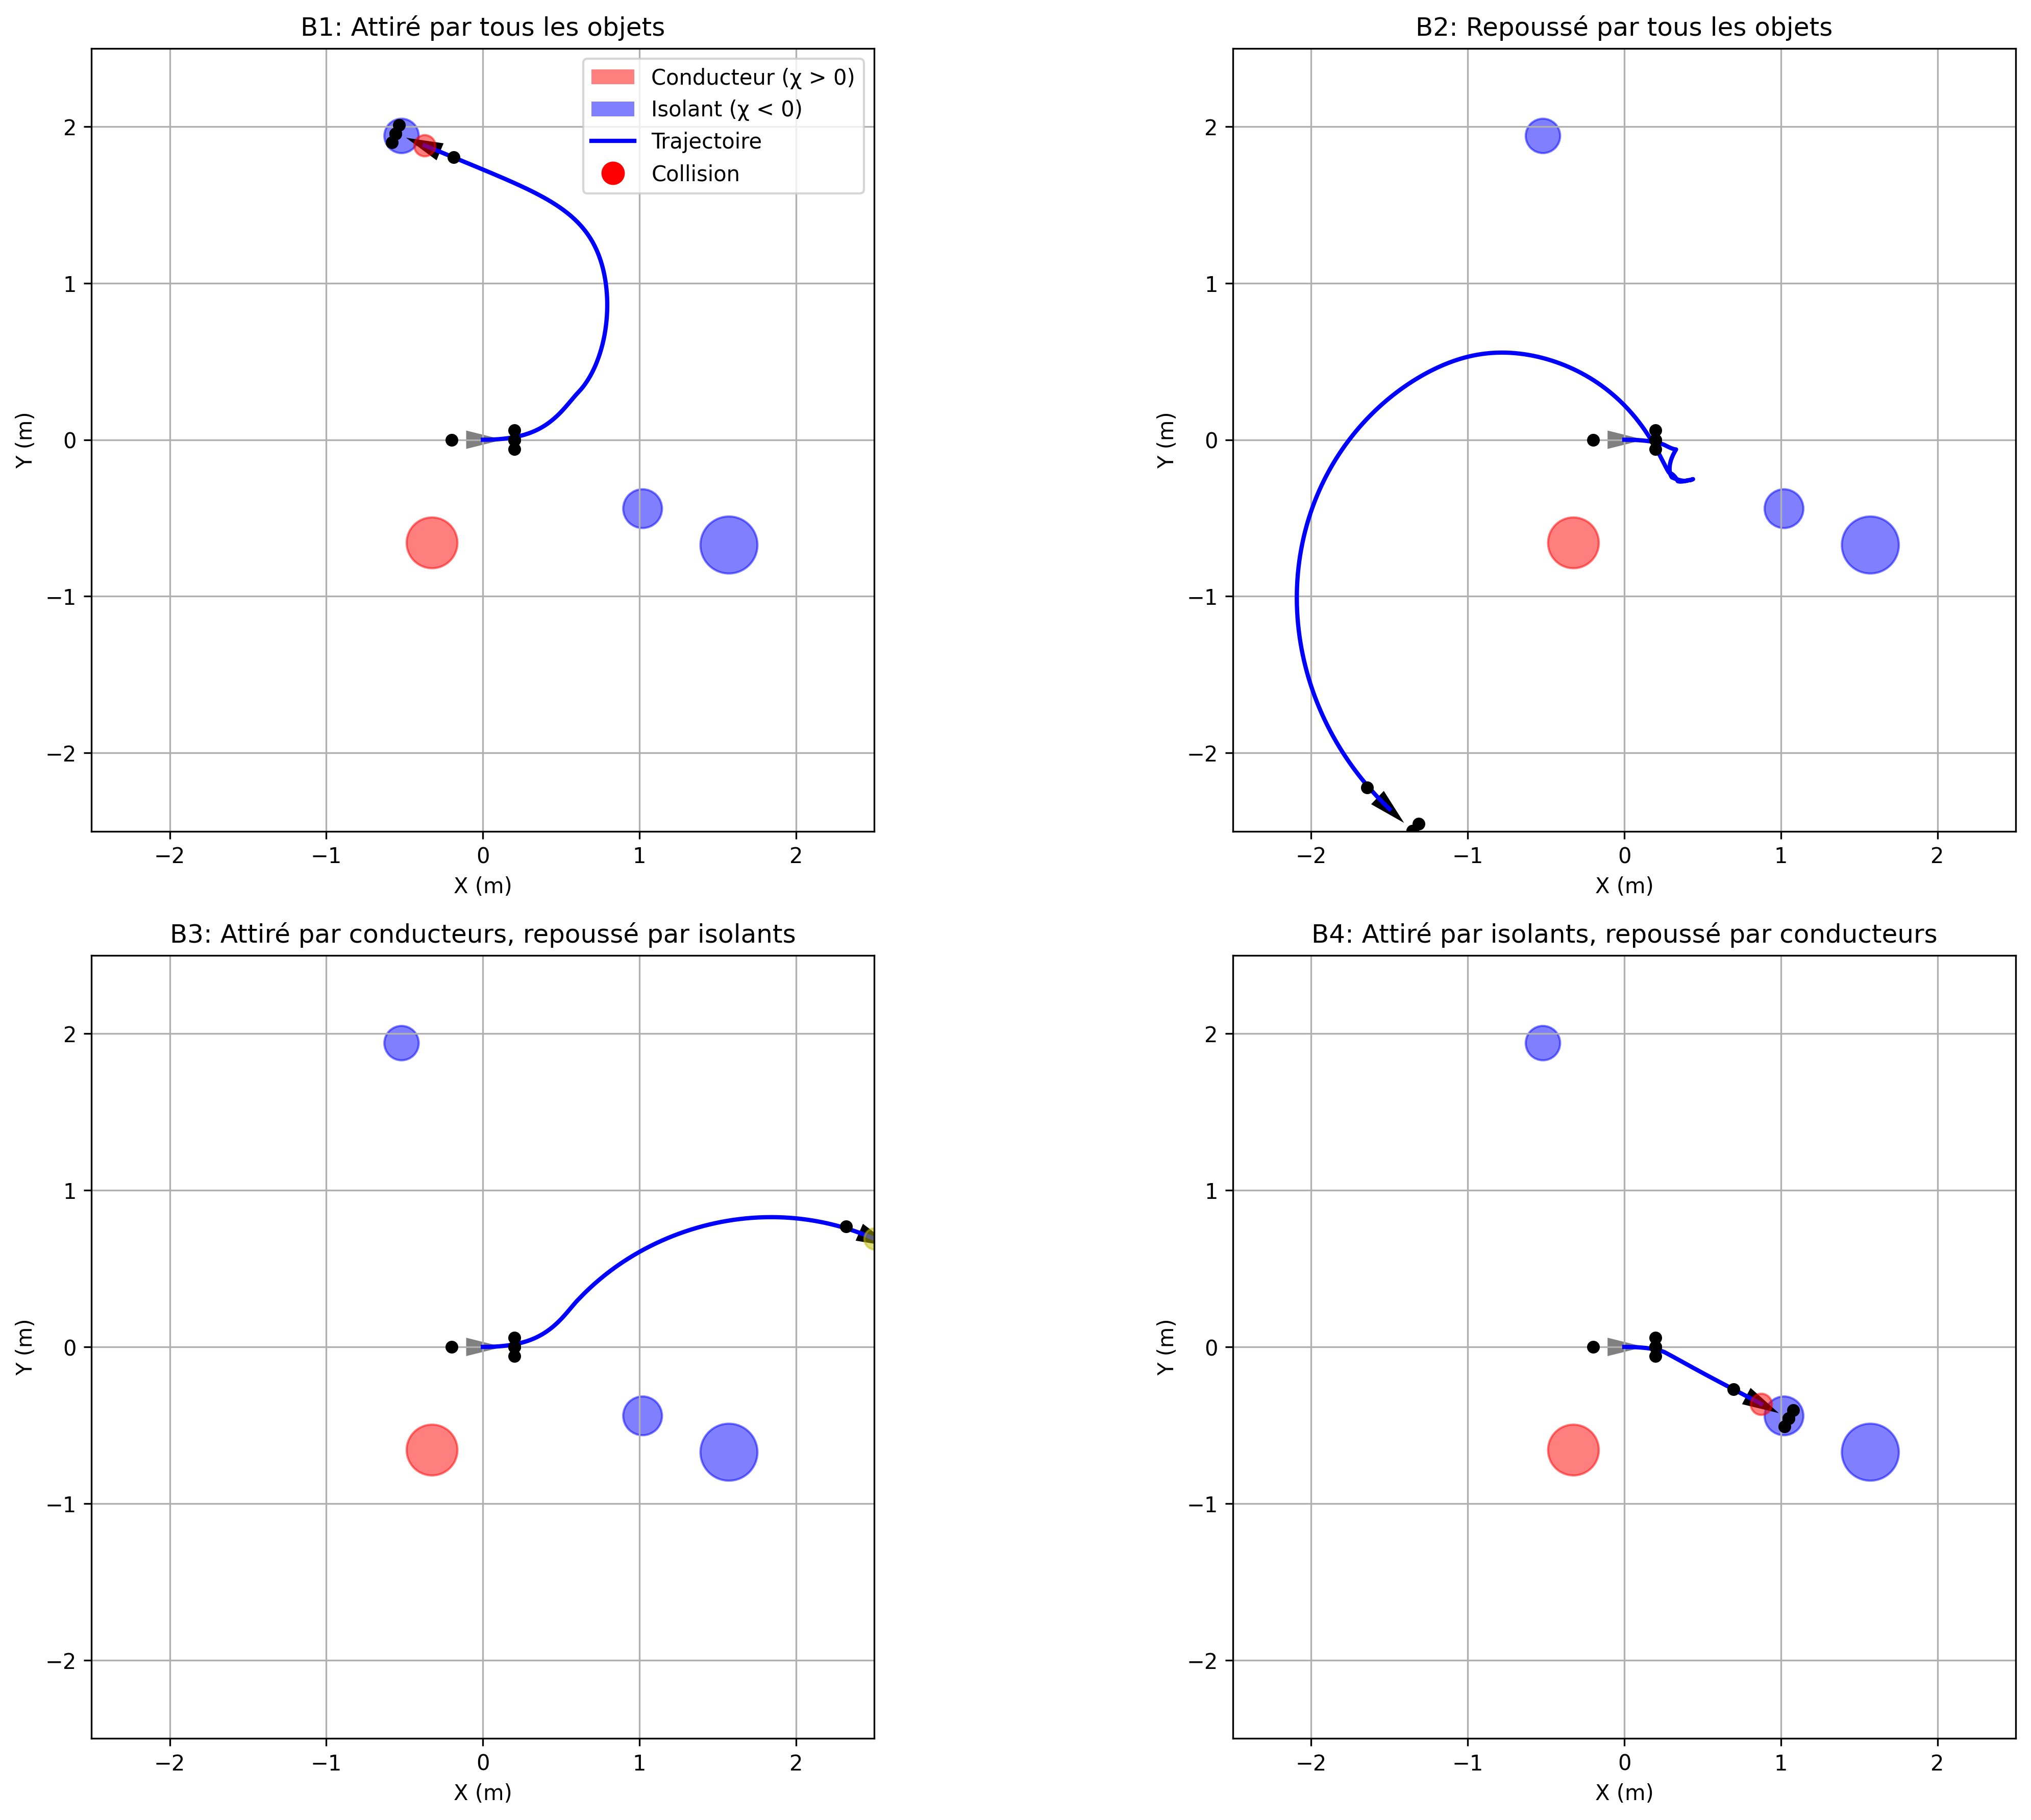 B1: Attiré par tous les objets
Conducteur (χ > 0)
Isolant (χ < 0)
Trajectoire
Collision
2
1
0
−1
−2
Y (m)
−2 −1 0 1 2
X (m)
B2: Repoussé par tous les objets
2
1
0
−1
−2
Y (m)
−2 −1 0 1 2
X (m)
B3: Attiré par conducteurs, repoussé par isolants
2
1
0
−1
−2
Y (m)
−2 −1 0 1 2
X (m)
B4: Attiré par isolants, repoussé par conducteurs
2
1
0
−1
−2
Y (m)
−2 −1 0 1 2
X (m)